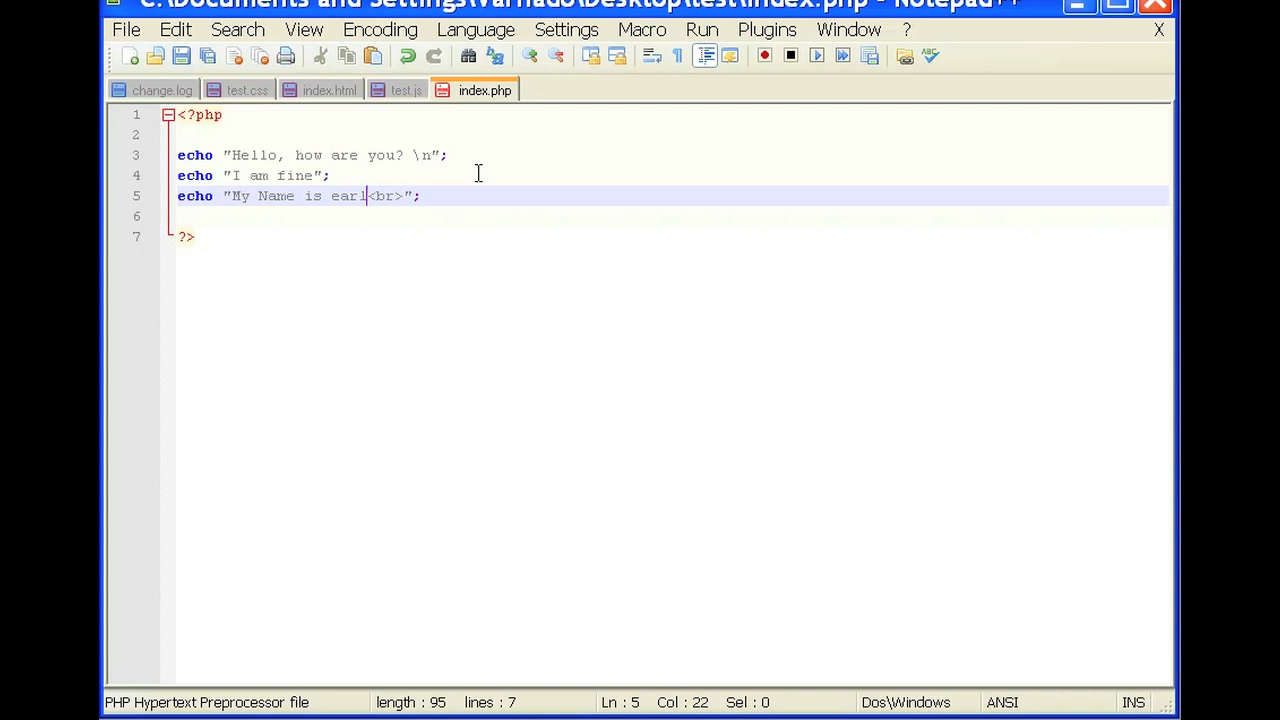 C:\Documents and Settings\Varnado\Desktop\test\index.php - Notepad++
File Edit Search View Encoding Language Settings Macro Run Plugins Window ? X
change.log test.css index.html test.js index.php
1 <?php
2
3 echo "Hello, how are you? \n";
4 echo "I am fine";
5 echo "My Name is earl<br>";
6
7 ?>
PHP Hypertext Preprocessor file length : 95 lines : 7 Ln : 5 Col : 22 Sel : 0 Dos\Windows ANSI INS